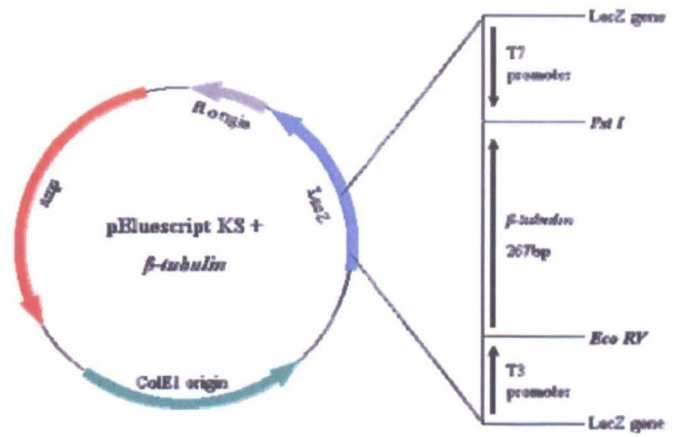 LacZ gene
T7
promoter
Pst I
β-tubulin
267bp
Eco RV
T3
promoter
LacZ gene
f1 origin
LacZ
Amp
pBluescript KS +
β-tubulin
ColE1 origin